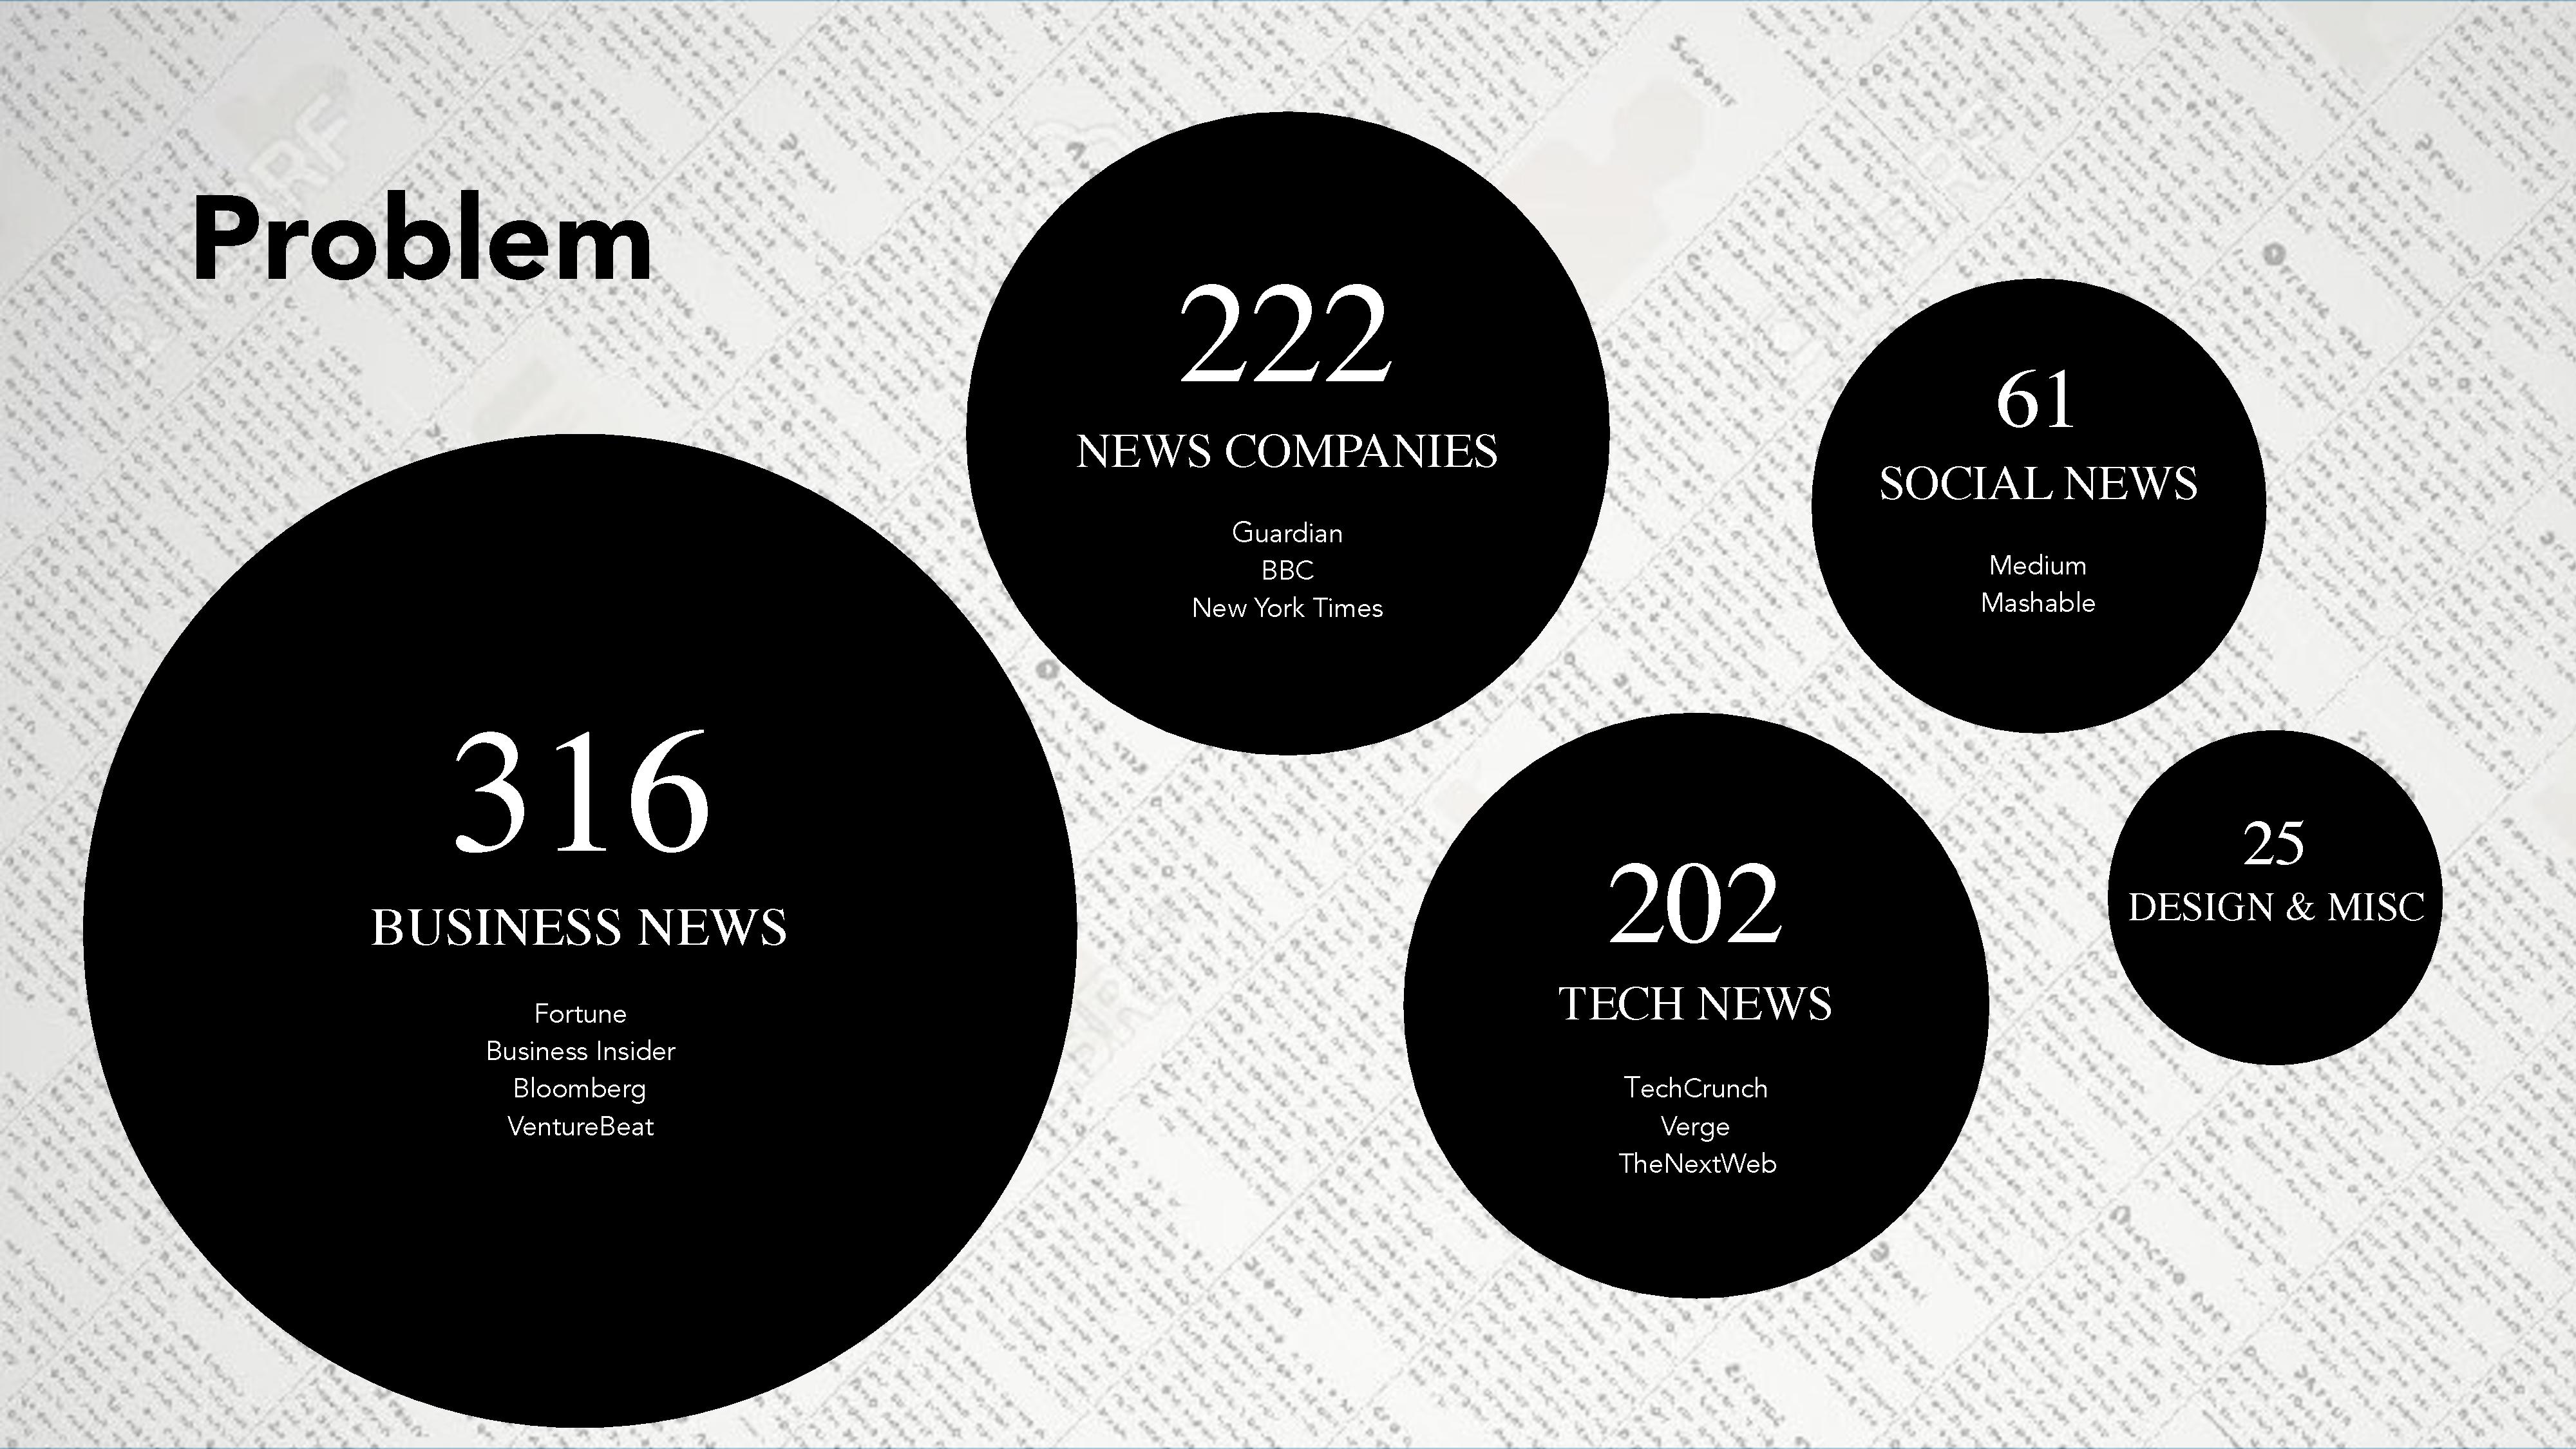 Problem
222
NEWS COMPANIES
Guardian
BBC
New York Times
61
SOCIAL NEWS
Medium
Mashable
316
BUSINESS NEWS
Fortune
Business Insider
Bloomberg
VentureBeat
202
TECH NEWS
TechCrunch
Verge
TheNextWeb
25
DESIGN & MISC